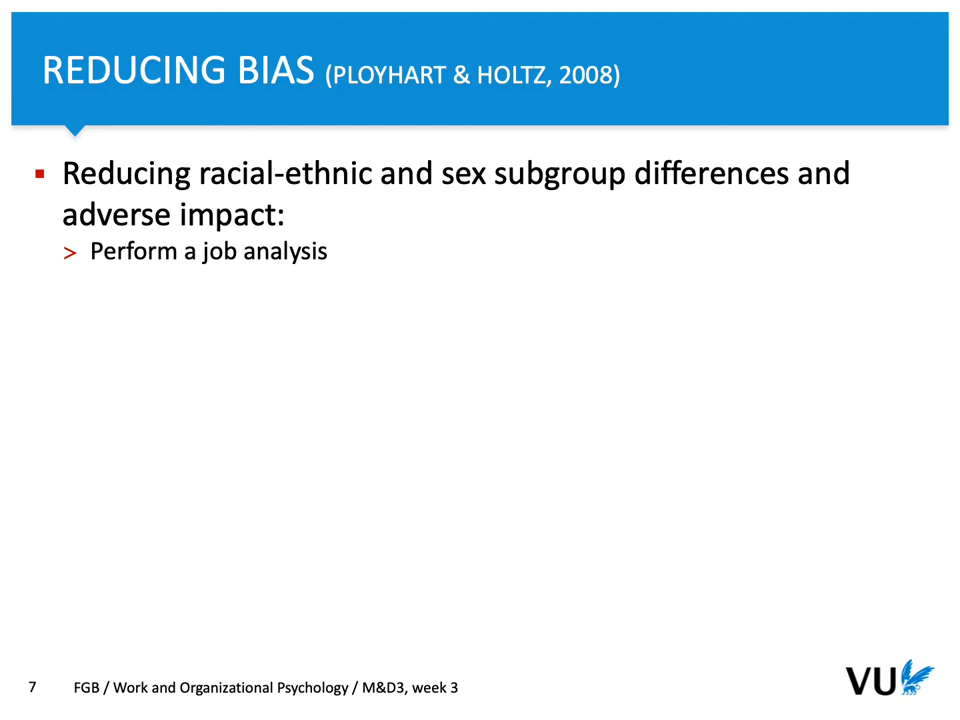 REDUCING BIAS (PLOYHART & HOLTZ, 2008)
▪ Reducing racial-ethnic and sex subgroup differences and
adverse impact:
> Perform a job analysis
7 FGB / Work and Organizational Psychology / M&D3, week 3
VU